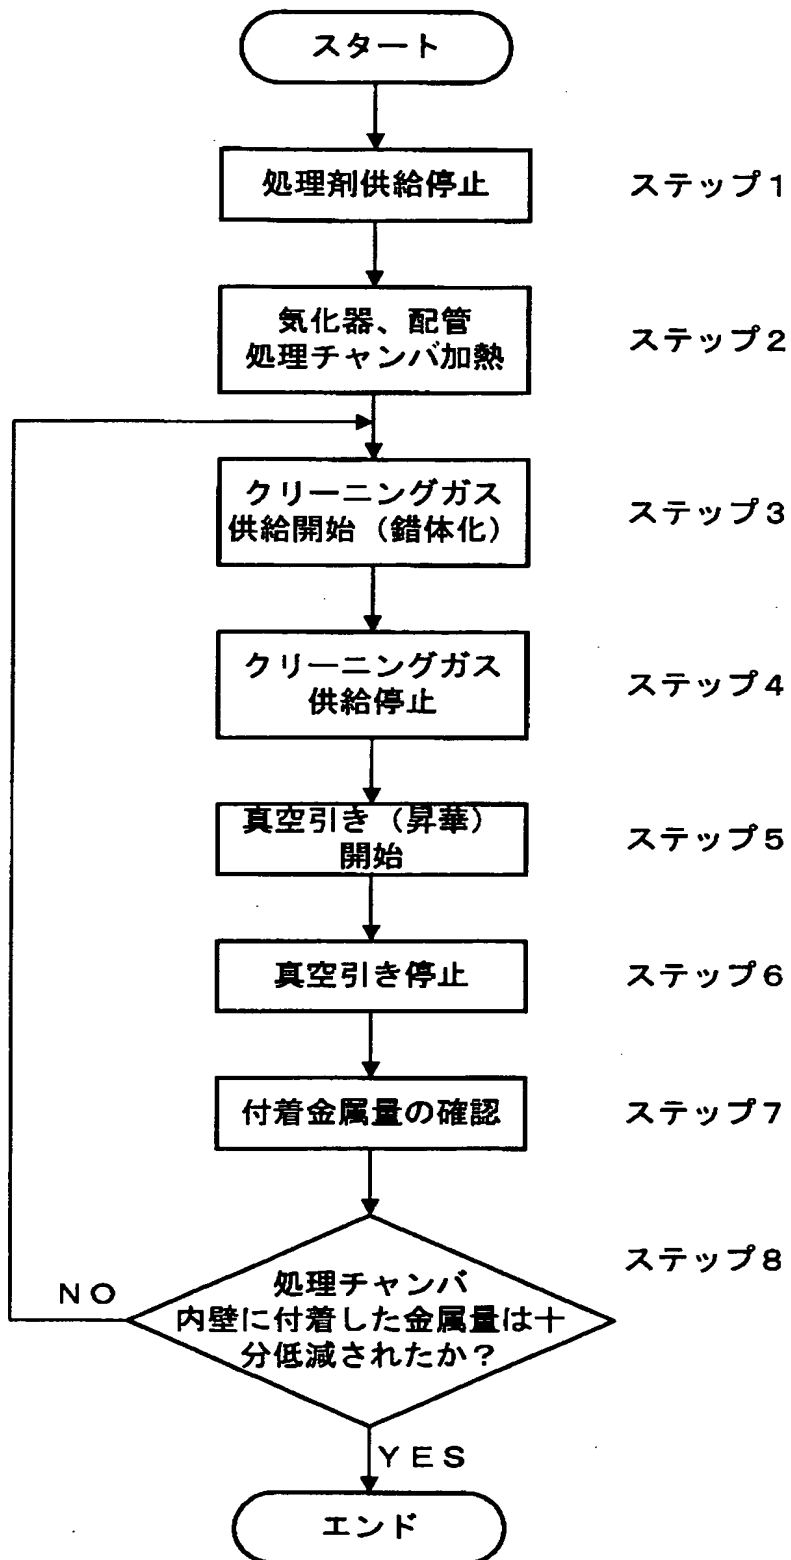 スタート
処理剤供給停止
ステップ1
気化器、配管
処理チャンバ加熱
ステップ2
クリーニングガス
供給開始（錯体化）
ステップ3
クリーニングガス
供給停止
ステップ4
真空引き（昇華）
開始
ステップ5
真空引き停止
ステップ6
付着金属量の確認
ステップ7
ステップ8
処理チャンバ
内壁に付着した金属量は十
分低減されたか？
NO
YES
エンド